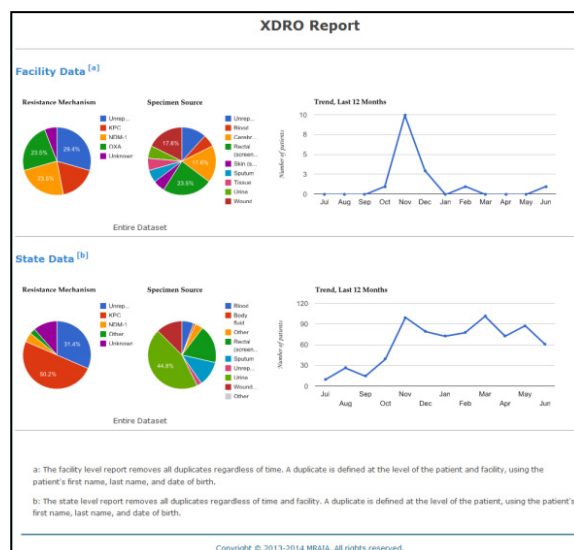 XDRO Report
Facility Data [a]
Resistance Mechanism
29.4%
23.5%
23.5%
Unrep...
KPC
NDM-1
OXA
Unknown
Specimen Source
17.6%
17.6%
23.5%
Unrep...
Blood
Cerebr...
Rectal
(screen...
Skin (s...
Sputum
Tissue
Urine
Wound
Trend, Last 12 Months
Number of patients
10
8
5
3
0
Jul Aug Sep Oct Nov Dec Jan Feb Mar Apr May Jun
Entire Dataset
State Data [b]
Resistance Mechanism
31.4%
50.2%
Unrep...
KPC
NDM-1
Other
Unknown
Specimen Source
44.8%
Blood
Body
fluid
Other
Rectal
(screen...
Sputum
Unrep...
Urine
Wound...
Other
Trend, Last 12 Months
Number of patients
120
90
60
30
0
Jul Aug Sep Oct Nov Dec Jan Feb Mar Apr May Jun
Entire Dataset
a: The facility level report removes all duplicates regardless of time. A duplicate is defined at the level of the patient and facility, using the
patient's first name, last name, and date of birth.
b: The state level report removes all duplicates regardless of time and facility. A duplicate is defined at the level of the patient, using the patient's
first name, last name, and date of birth.
Copyright © 2013-2014 MRAIA. All rights reserved.